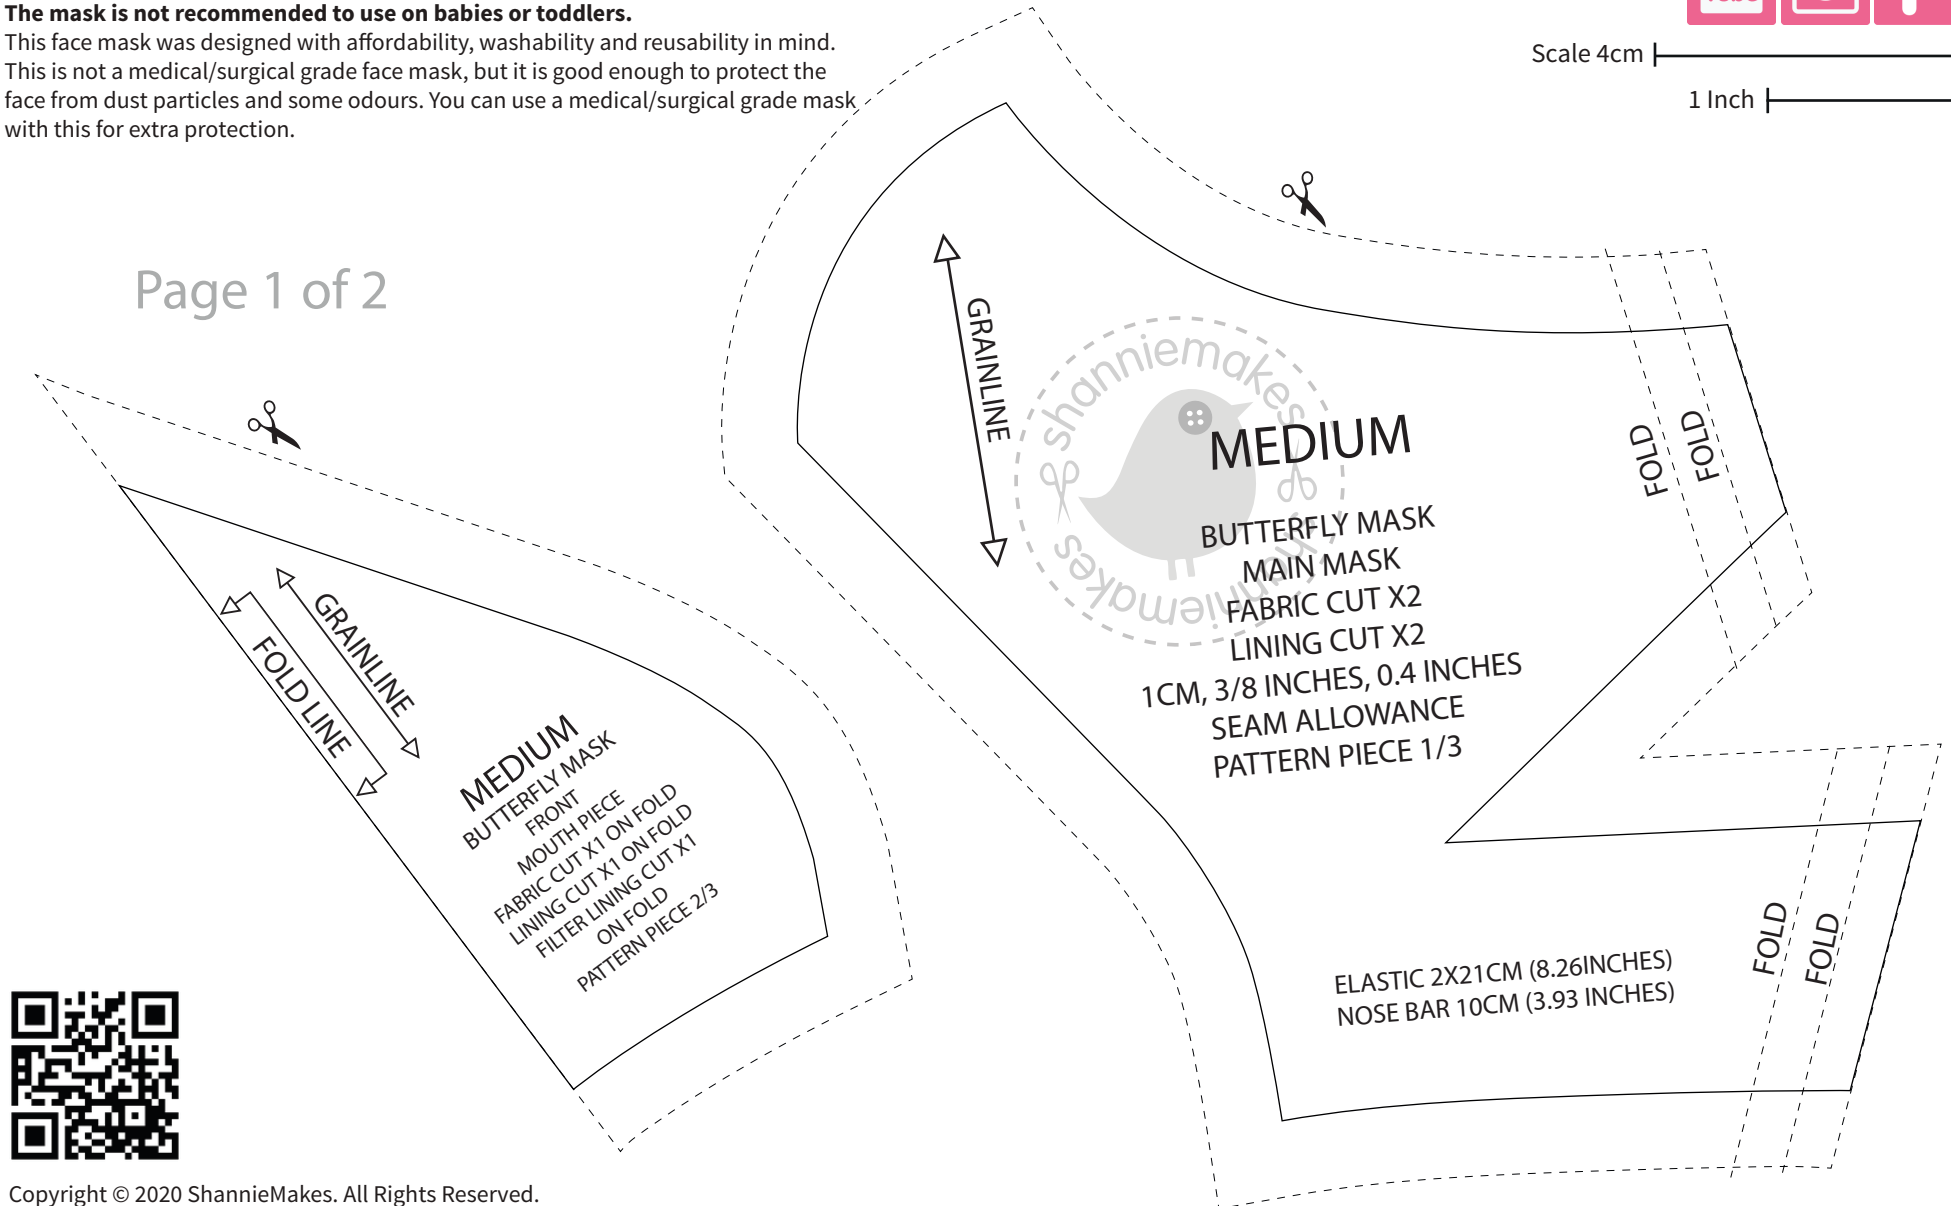 The mask is not recommended to use on babies or toddlers.
This face mask was designed with affordability, washability and reusability in mind.
This is not a medical/surgical grade face mask, but it is good enough to protect the
face from dust particles and some odours. You can use a medical/surgical grade mask
with this for extra protection.
Scale 4cm
1 Inch
Page 1 of 2
GRAINLINE
shanniemakes
shanniemakes
MEDIUM
BUTTERFLY MASK
MAIN MASK
FABRIC CUT X2
LINING CUT X2
1CM, 3/8 INCHES, 0.4 INCHES
SEAM ALLOWANCE
PATTERN PIECE 1/3
FOLD
FOLD
GRAINLINE
FOLD LINE
MEDIUM
BUTTERFLY MASK
FRONT
MOUTH PIECE
FABRIC CUT X1 ON FOLD
LINING CUT X1 ON FOLD
FILTER LINING CUT X1
ON FOLD
PATTERN PIECE 2/3
ELASTIC 2X21CM (8.26INCHES)
NOSE BAR 10CM (3.93 INCHES)
FOLD
FOLD
Copyright © 2020 ShannieMakes. All Rights Reserved.